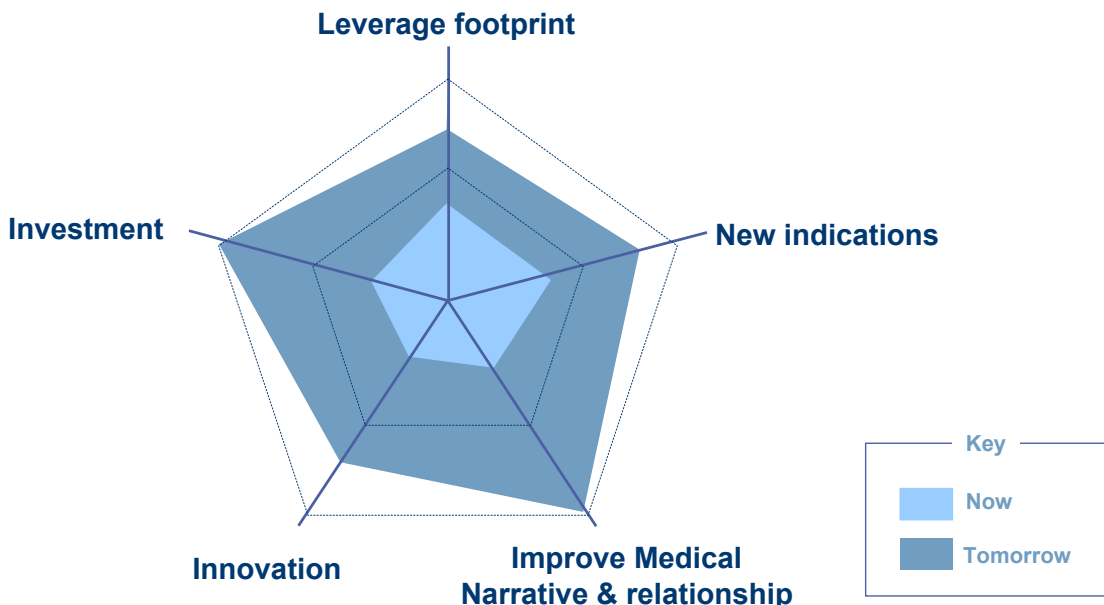 Leverage footprint
Investment
New indications
Innovation
Improve Medical
Narrative & relationship
Key
Now
Tomorrow